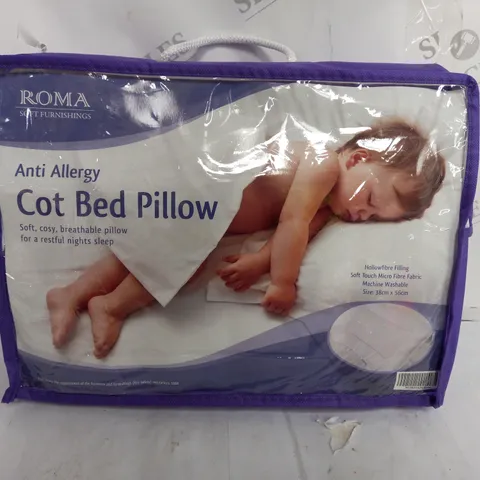 ROMA
SOFT FURNISHINGS
Anti Allergy
Cot Bed Pillow
Soft, cosy, breathable pillow
for a restful nights sleep
Hollowfibre Filling
Soft Touch Micro Fibre Fabric
Machine Washable